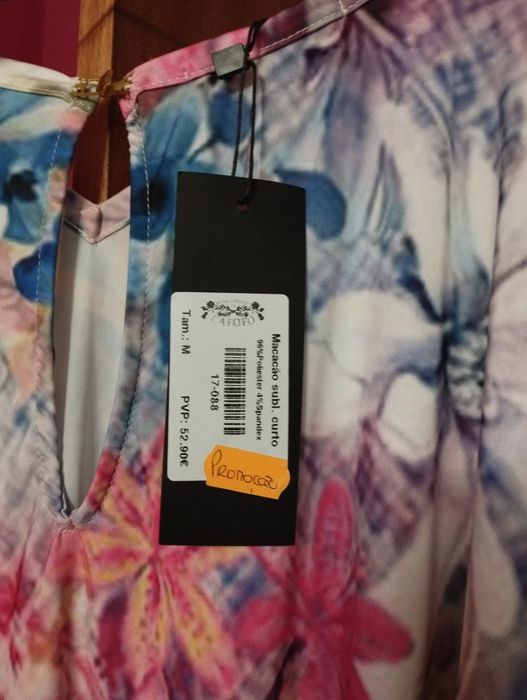 CAFOFO
Macacão subl. curto
96%Poliester 4%Spandex
17-088
Tam.: M
PVP: 52.90€
PROMOÇÃO